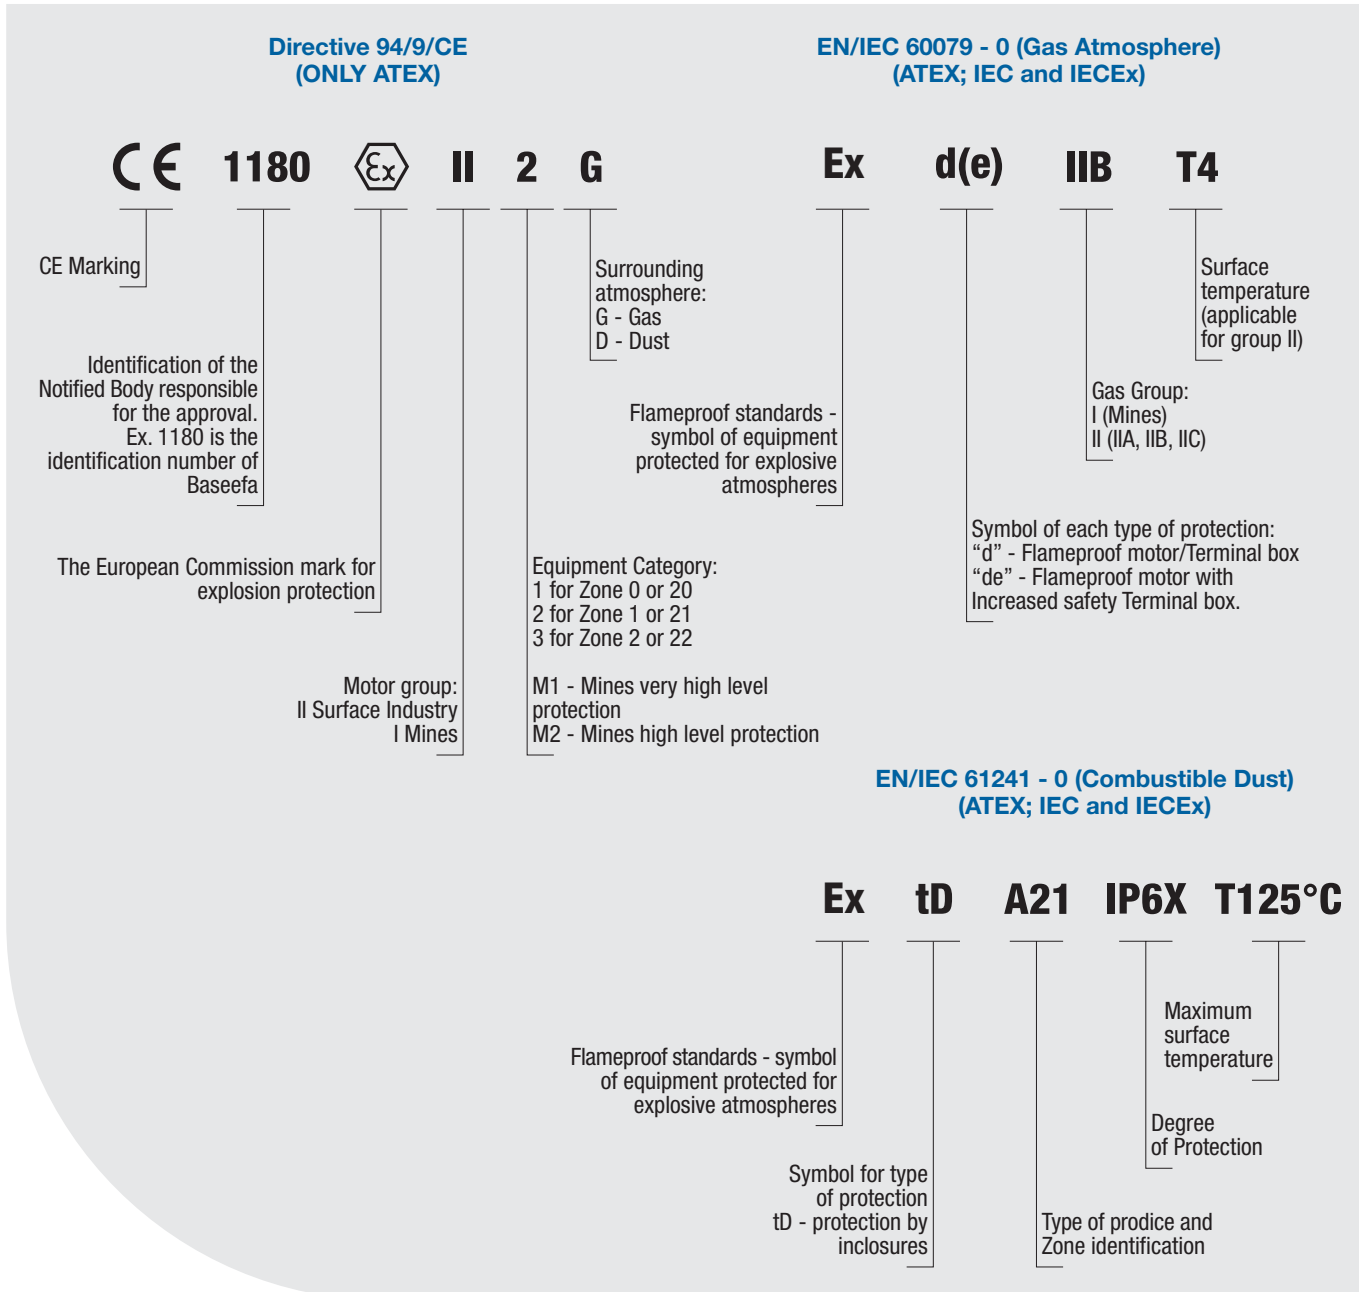 Directive 94/9/CE
(ONLY ATEX)
CE 1180 Ex II 2 G
CE Marking
Identification of the
Notified Body responsible
for the approval.
Ex. 1180 is the
identification number of
Baseefa
The European Commission mark for
explosion protection
Motor group:
II Surface Industry
I Mines
Surrounding
atmosphere:
G - Gas
D - Dust
Equipment Category:
1 for Zone 0 or 20
2 for Zone 1 or 21
3 for Zone 2 or 22
M1 - Mines very high level
protection
M2 - Mines high level protection
EN/IEC 60079 - 0 (Gas Atmosphere)
(ATEX; IEC and IECEx)
Ex d(e) IIB T4
Flameproof standards -
symbol of equipment
protected for explosive
atmospheres
Symbol of each type of protection:
“d” - Flameproof motor/Terminal box
“de” - Flameproof motor with
Increased safety Terminal box.
Gas Group:
I (Mines)
II (IIA, IIB, IIC)
Surface
temperature
(applicable
for group II)
EN/IEC 61241 - 0 (Combustible Dust)
(ATEX; IEC and IECEx)
Ex tD A21 IP6X T125°C
Flameproof standards - symbol
of equipment protected for
explosive atmospheres
Symbol for type
of protection
tD - protection by
inclosures
Type of prodice and
Zone identification
Degree
of Protection
Maximum
surface
temperature